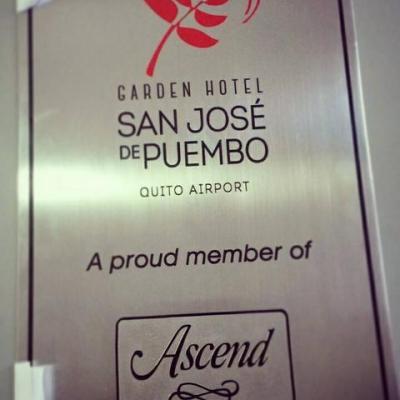 GARDEN HOTEL
SAN JOSÉ
DE PUEMBO
QUITO AIRPORT
A proud member of
Ascend